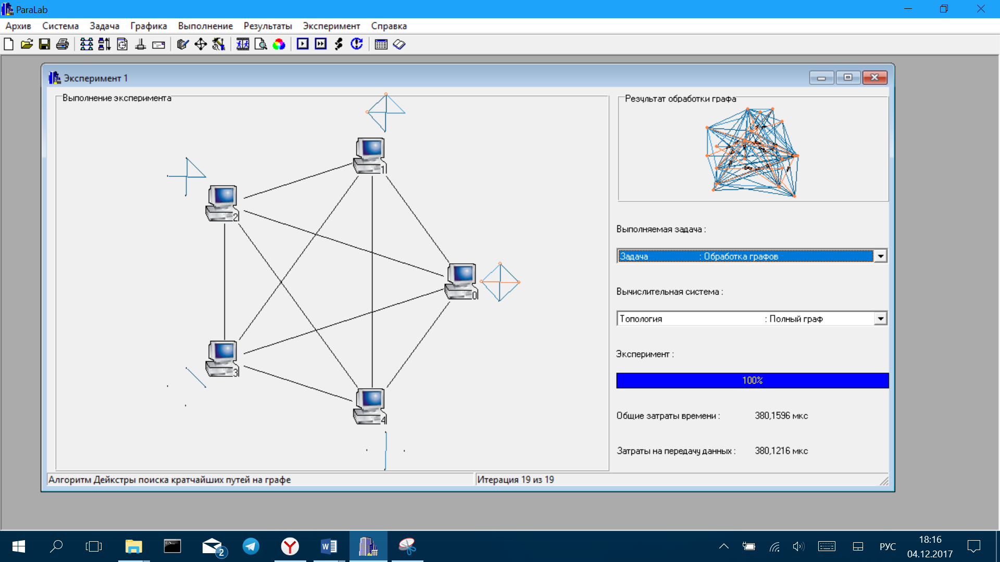 ParaLab
Архив Система Задача Графика Выполнение Результаты Эксперимент Справка
Эксперимент 1
Выполнение эксперимента
1
2
0
3
4
Результат обработки графа
Выполняемая задача :
Задача : Обработка графов
Вычислительная система :
Топология : Полный граф
Эксперимент :
100%
Общие затраты времени : 380,1596 мкс
Затраты на передачу данных : 380,1216 мкс
Алгоритм Дейкстры поиска кратчайших путей на графе
Итерация 19 из 19
2
РУС
18:16
04.12.2017